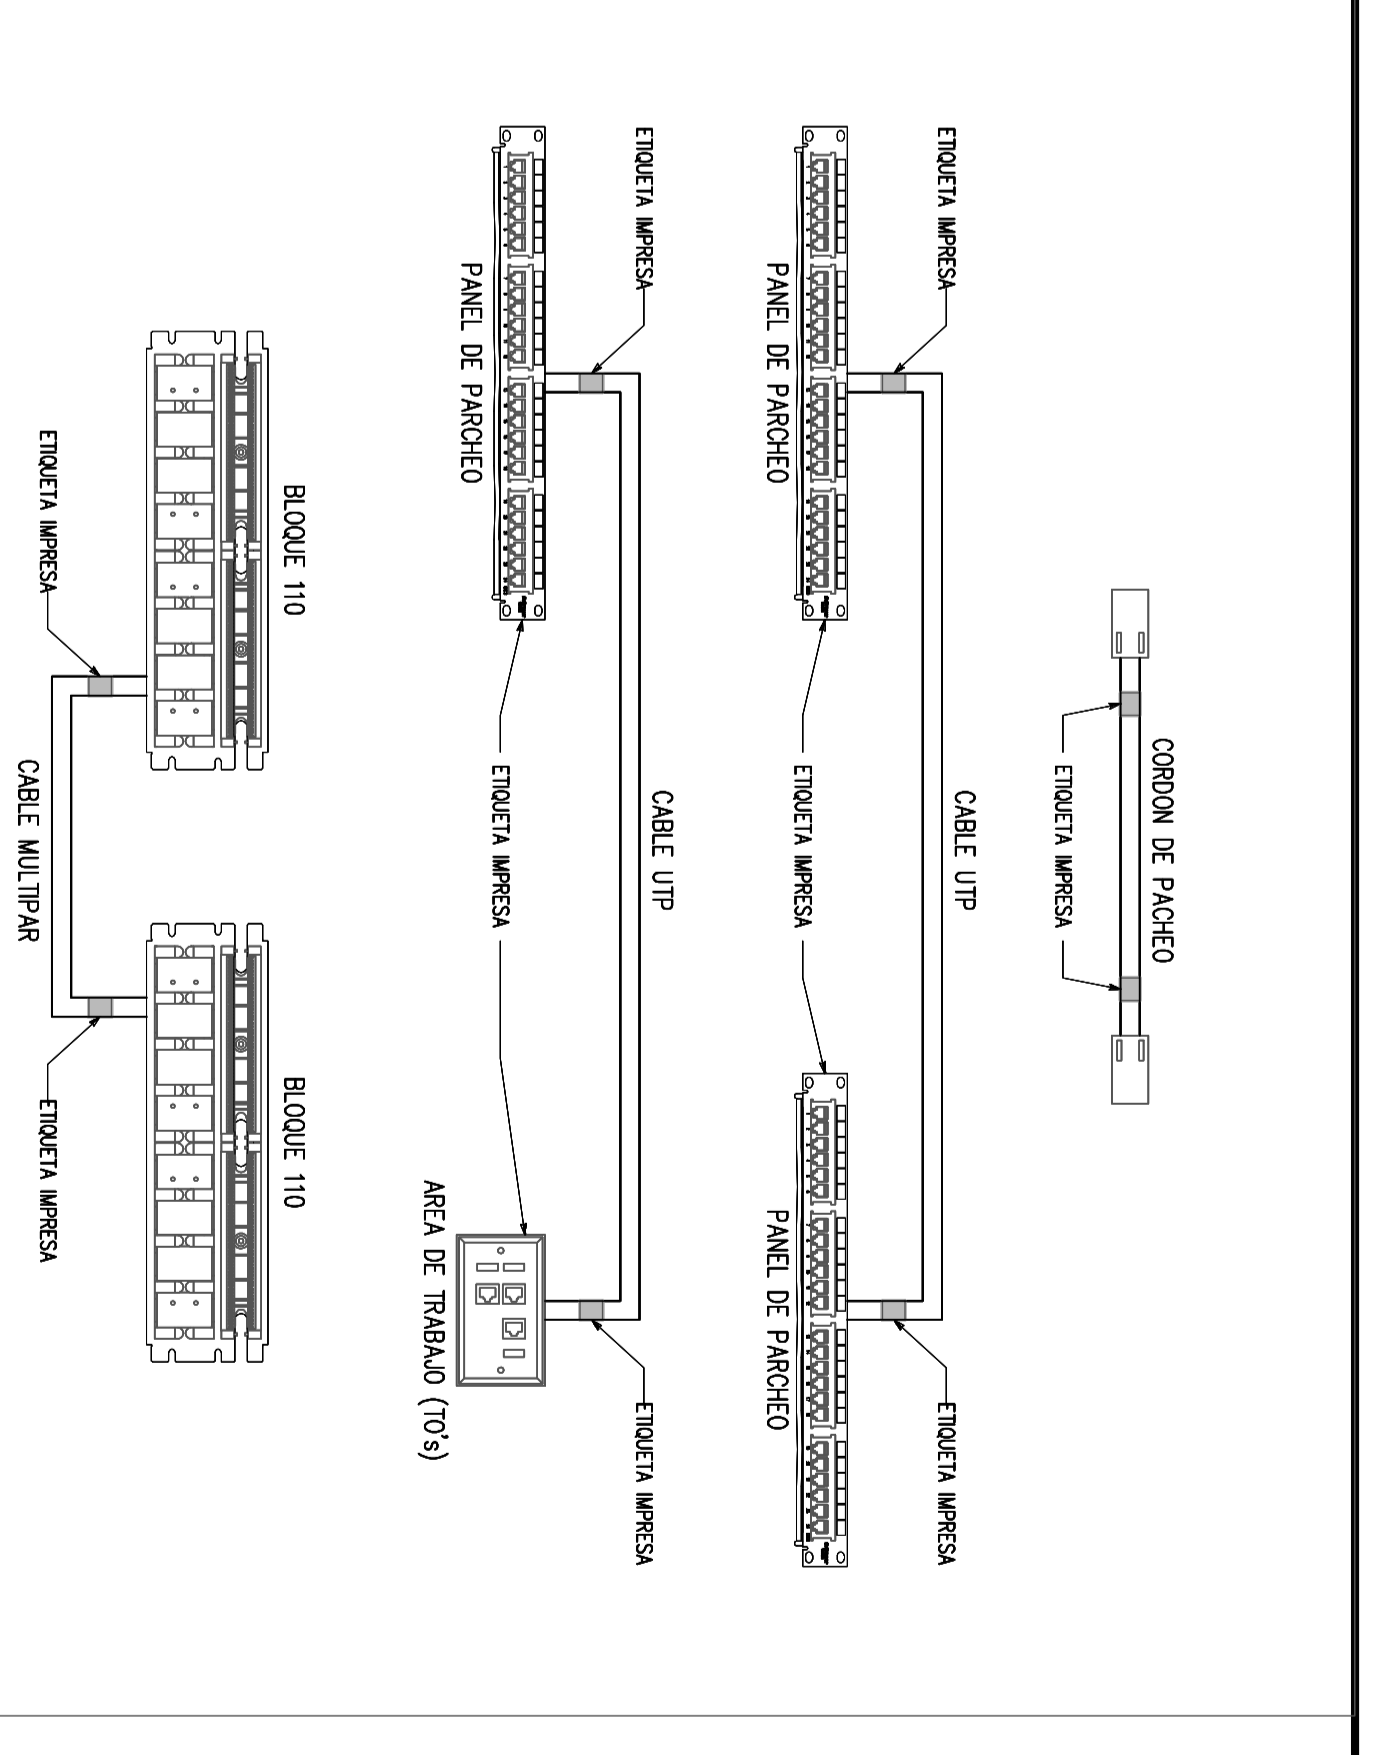 CORDON DE PACHEO
ETIQUETA IMPRESA
CABLE UTP
ETIQUETA IMPRESA
ETIQUETA IMPRESA
ETIQUETA IMPRESA
PANEL DE PARCHEO
PANEL DE PARCHEO
CABLE UTP
ETIQUETA IMPRESA
ETIQUETA IMPRESA
ETIQUETA IMPRESA
PANEL DE PARCHEO
AREA DE TRABAJO (TO's)
BLOQUE 110
BLOQUE 110
ETIQUETA IMPRESA
ETIQUETA IMPRESA
CABLE MULTIPAR